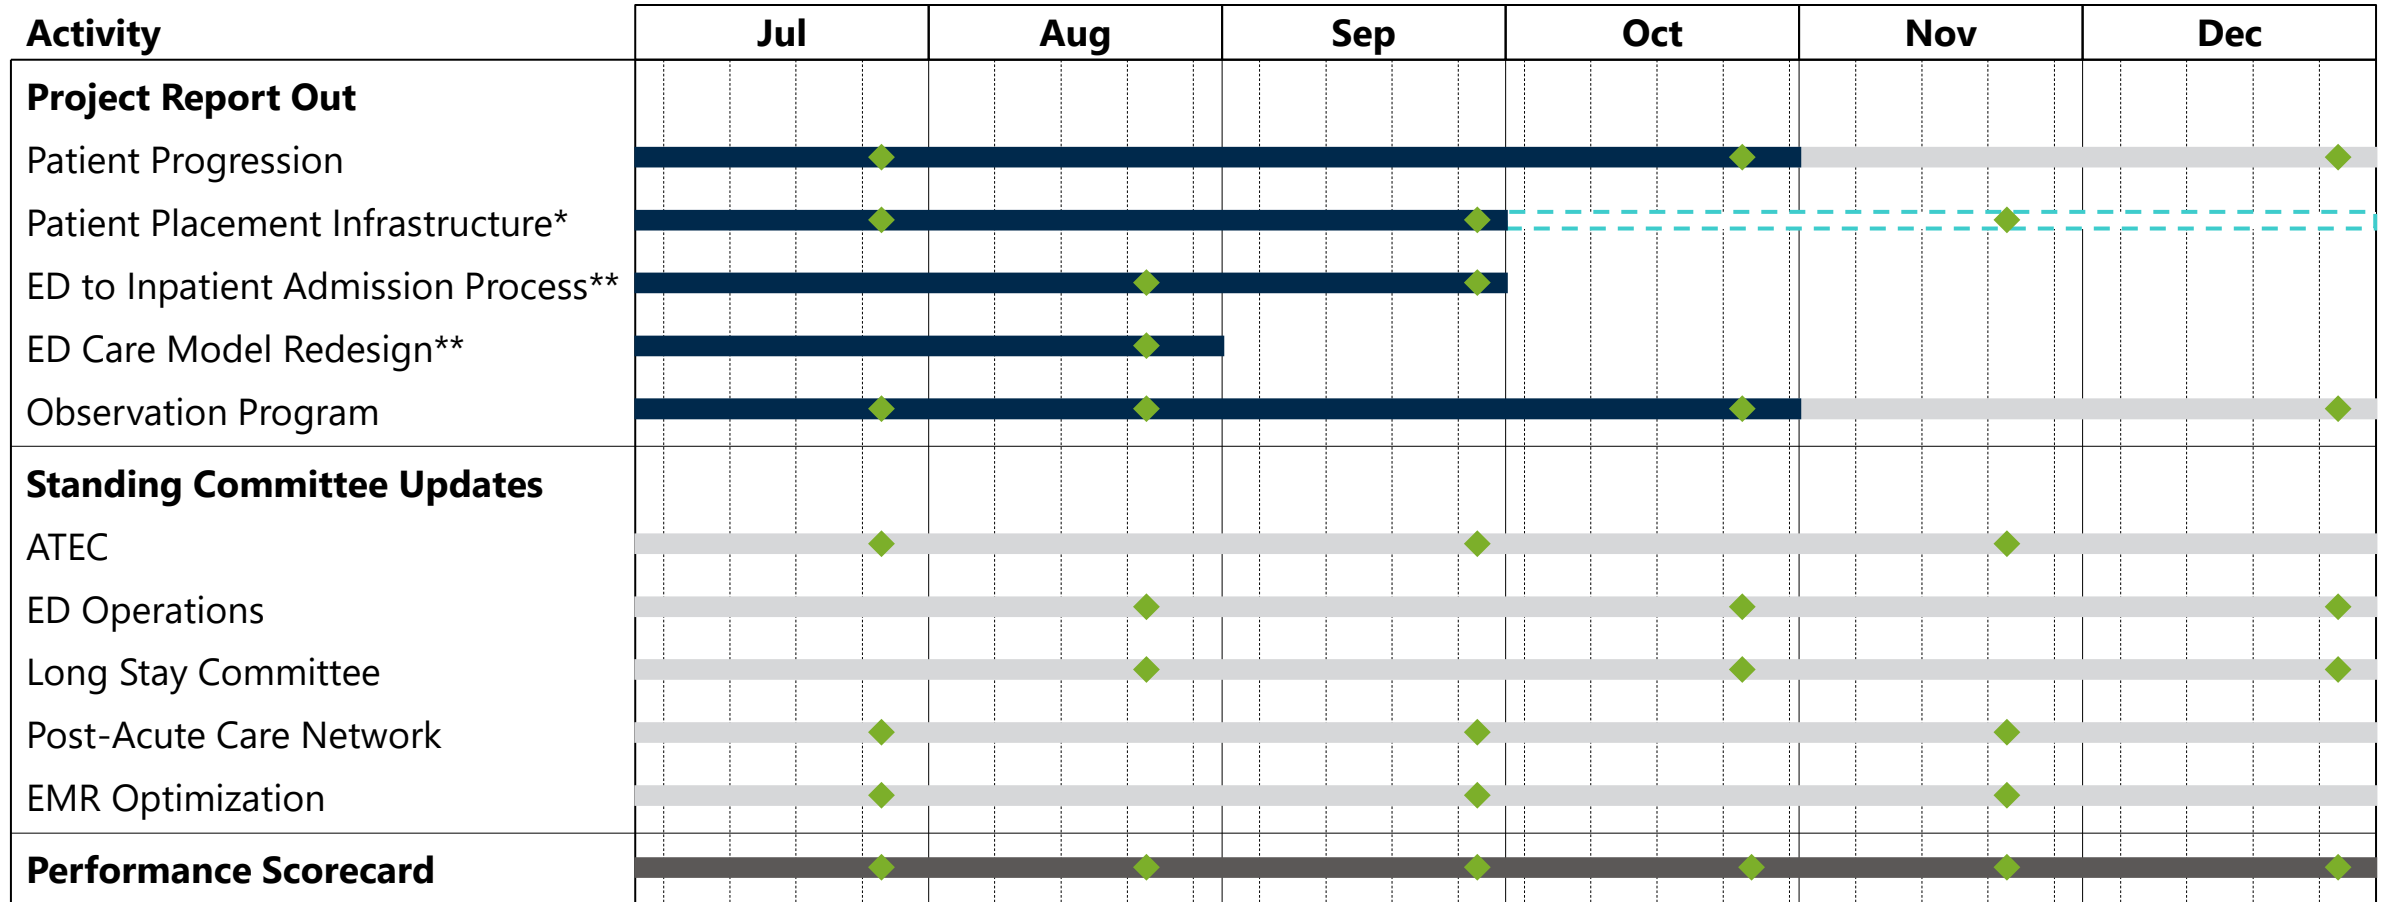 Activity Jul Aug Sep Oct Nov Dec
Project Report Out
Patient Progression
Patient Placement Infrastructure*
ED to Inpatient Admission Process**
ED Care Model Redesign**
Observation Program
Standing Committee Updates
ATEC
ED Operations
Long Stay Committee
Post-Acute Care Network
EMR Optimization
Performance Scorecard